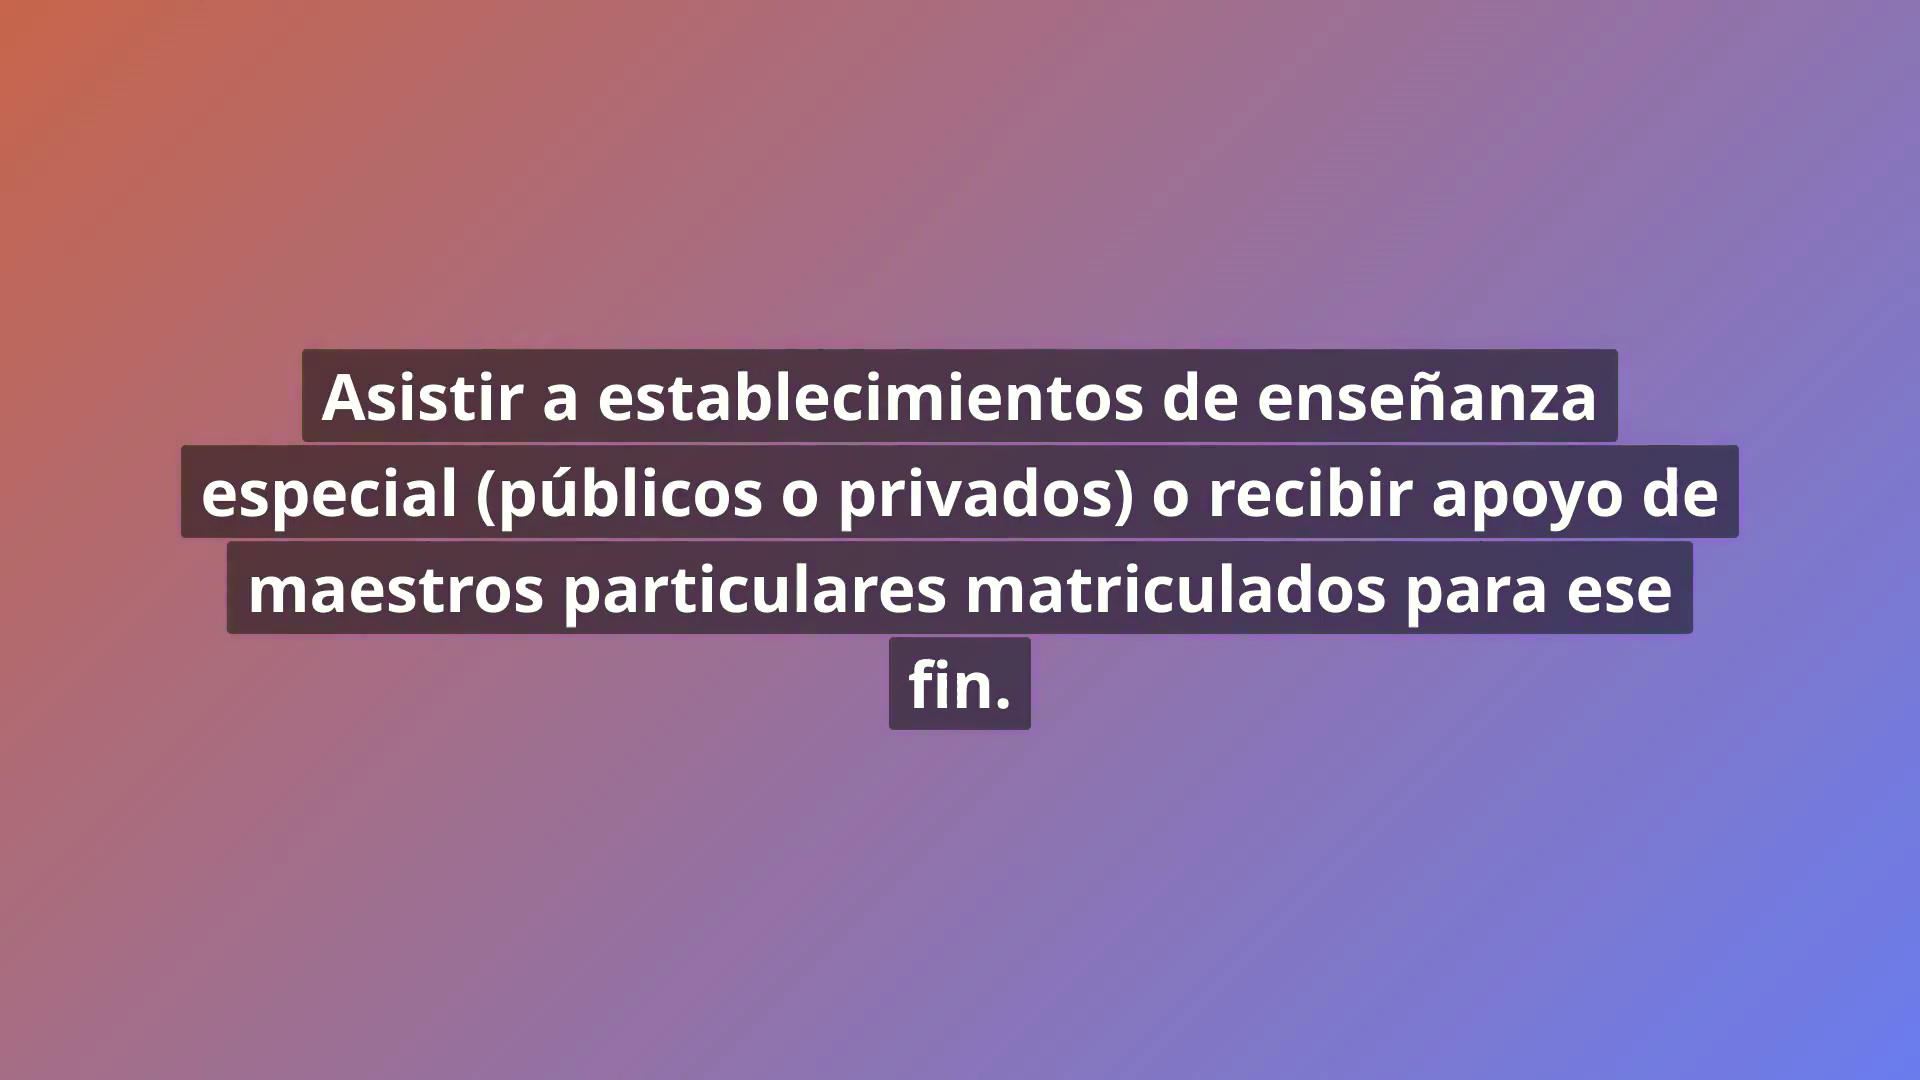 Asistir a establecimientos de enseñanza
especial (públicos o privados) o recibir apoyo de
maestros particulares matriculados para ese
fin.